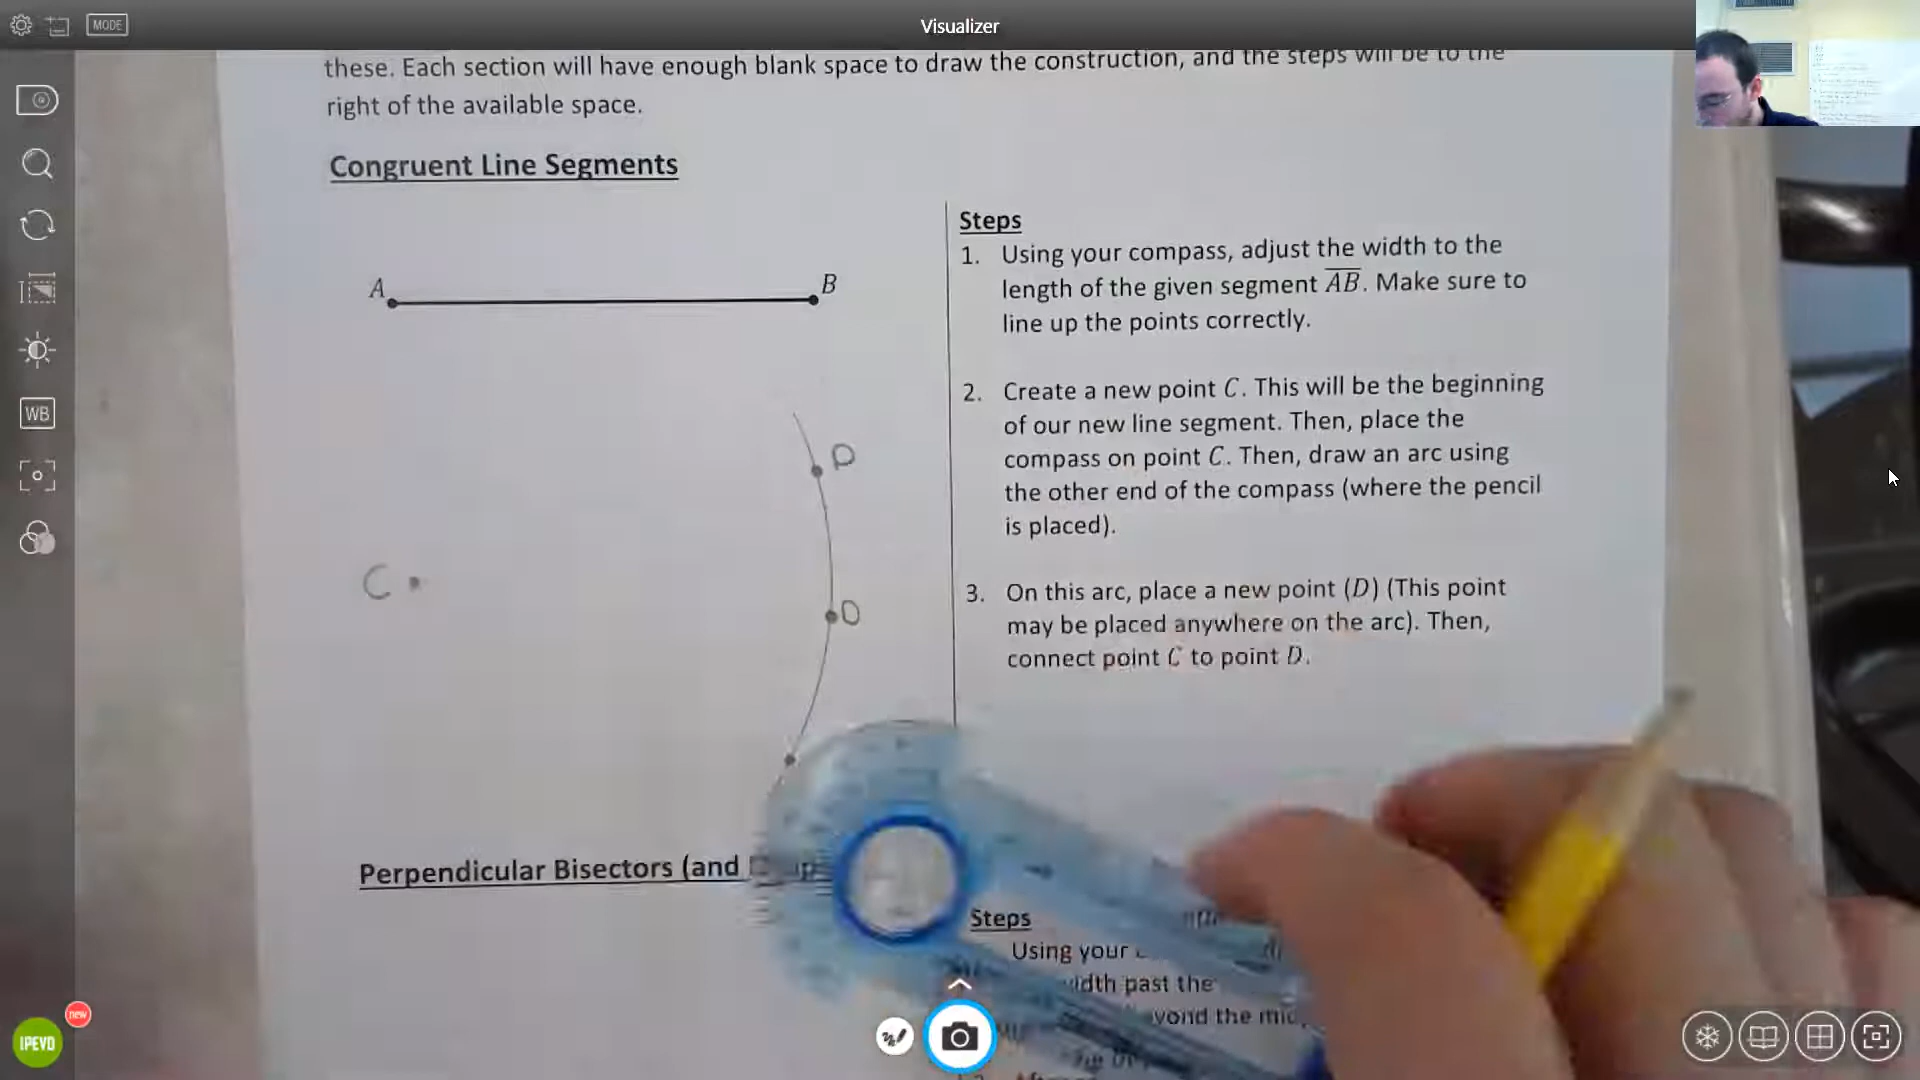 MODE
Visualizer
these. Each section will have enough blank space to draw the construction, and the steps will be to the
right of the available space.
Congruent Line Segments
A
B
Steps
1. Using your compass, adjust the width to the
length of the given segment AB. Make sure to
line up the points correctly.
2. Create a new point C. This will be the beginning
of our new line segment. Then, place the
compass on point C. Then, draw an arc using
the other end of the compass (where the pencil
is placed).
D
C
D
3. On this arc, place a new point (D) (This point
may be placed anywhere on the arc). Then,
connect point C to point D.
WB
Perpendicular Bisectors (and
Steps
Using your
width past the
IPEVO
new